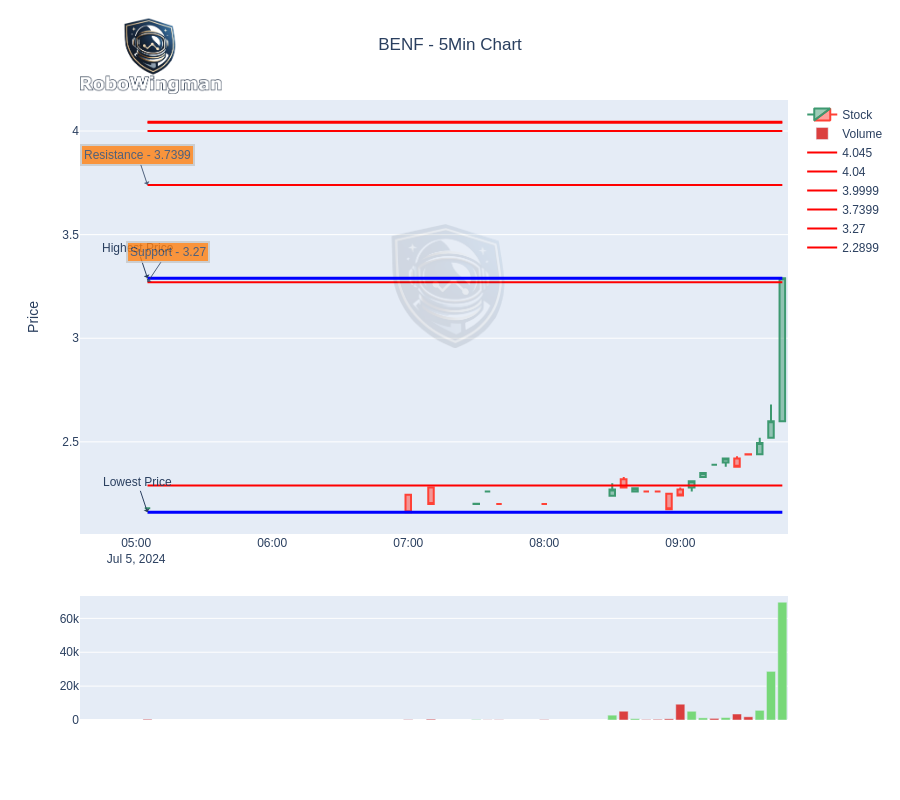 RoboWingman
BENF - 5Min Chart
Stock
Volume
4.045
4.04
3.9999
3.7399
3.27
2.2899
4
Resistance - 3.7399
3.5
Highest Price
Support - 3.27
Price
3
2.5
Lowest Price
05:00
06:00
07:00
08:00
09:00
Jul 5, 2024
60k
40k
20k
0